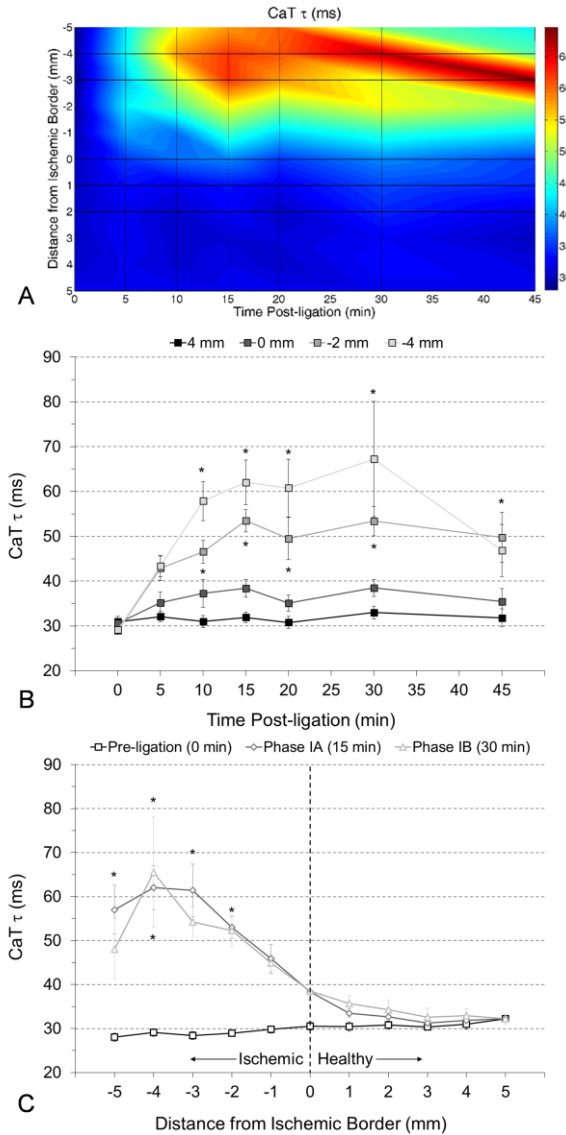 CaT τ (ms)
-5
-4
-3
-2
-1
0
1
2
3
4
5
0 5 10 15 20 25 30 35 40 45
Distance from Ischemic Border (mm)
Time Post-ligation (min)
A
4 mm 0 mm -2 mm -4 mm
90
80
70
60
50
40
30
20
CaT τ (ms)
* * * * * *
* * * *
0 5 10 15 20 25 30 35 40 45
Time Post-ligation (min)
B
Pre-ligation (0 min) Phase IA (15 min) Phase IB (30 min)
90
80
70
60
50
40
30
20
CaT τ (ms)
* * * *
*
Ischemic Healthy
-5 -4 -3 -2 -1 0 1 2 3 4 5
Distance from Ischemic Border (mm)
C